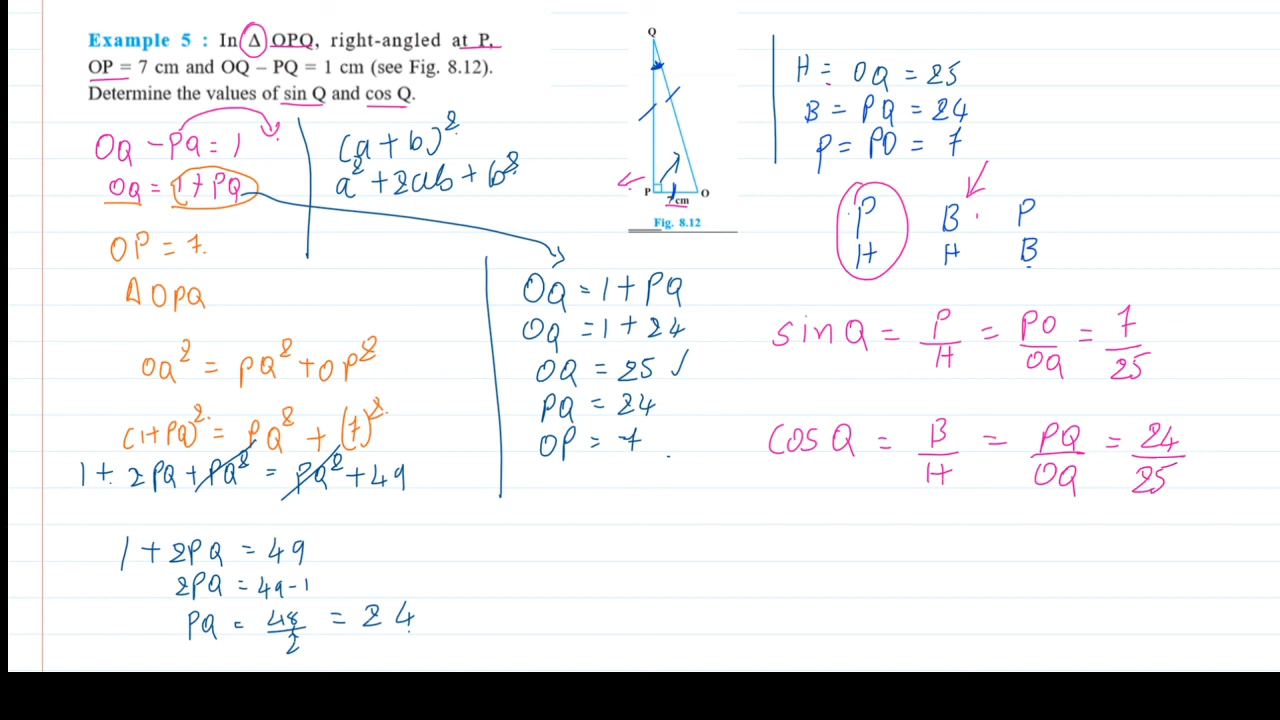 Example 5 : In Δ OPQ, right-angled at P,
OP = 7 cm and OQ – PQ = 1 cm (see Fig. 8.12).
Determine the values of sin Q and cos Q.
OQ - PQ = 1
OQ = 1 + PQ
OP = 7.
Δ OPQ
OQ² = PQ² + OP²
(1+PQ)² = PQ² + (7)²
1 + 2PQ + PQ² = PQ² + 49
1 + 2PQ = 49
2PQ = 49-1
PQ = 48/2 = 24
(a + b)²
a² + 2ab + b²
OQ = 1 + PQ
OQ = 1 + 24
OQ = 25 ✓
PQ = 24
OP = 7
Q
P
O
7cm
Fig. 8.12
H = OQ = 25
B = PQ = 24
P = PO = 7
P B P
H H B
sin Q = P/H = PO/OQ = 7/25
cos Q = B/H = PQ/OQ = 24/25